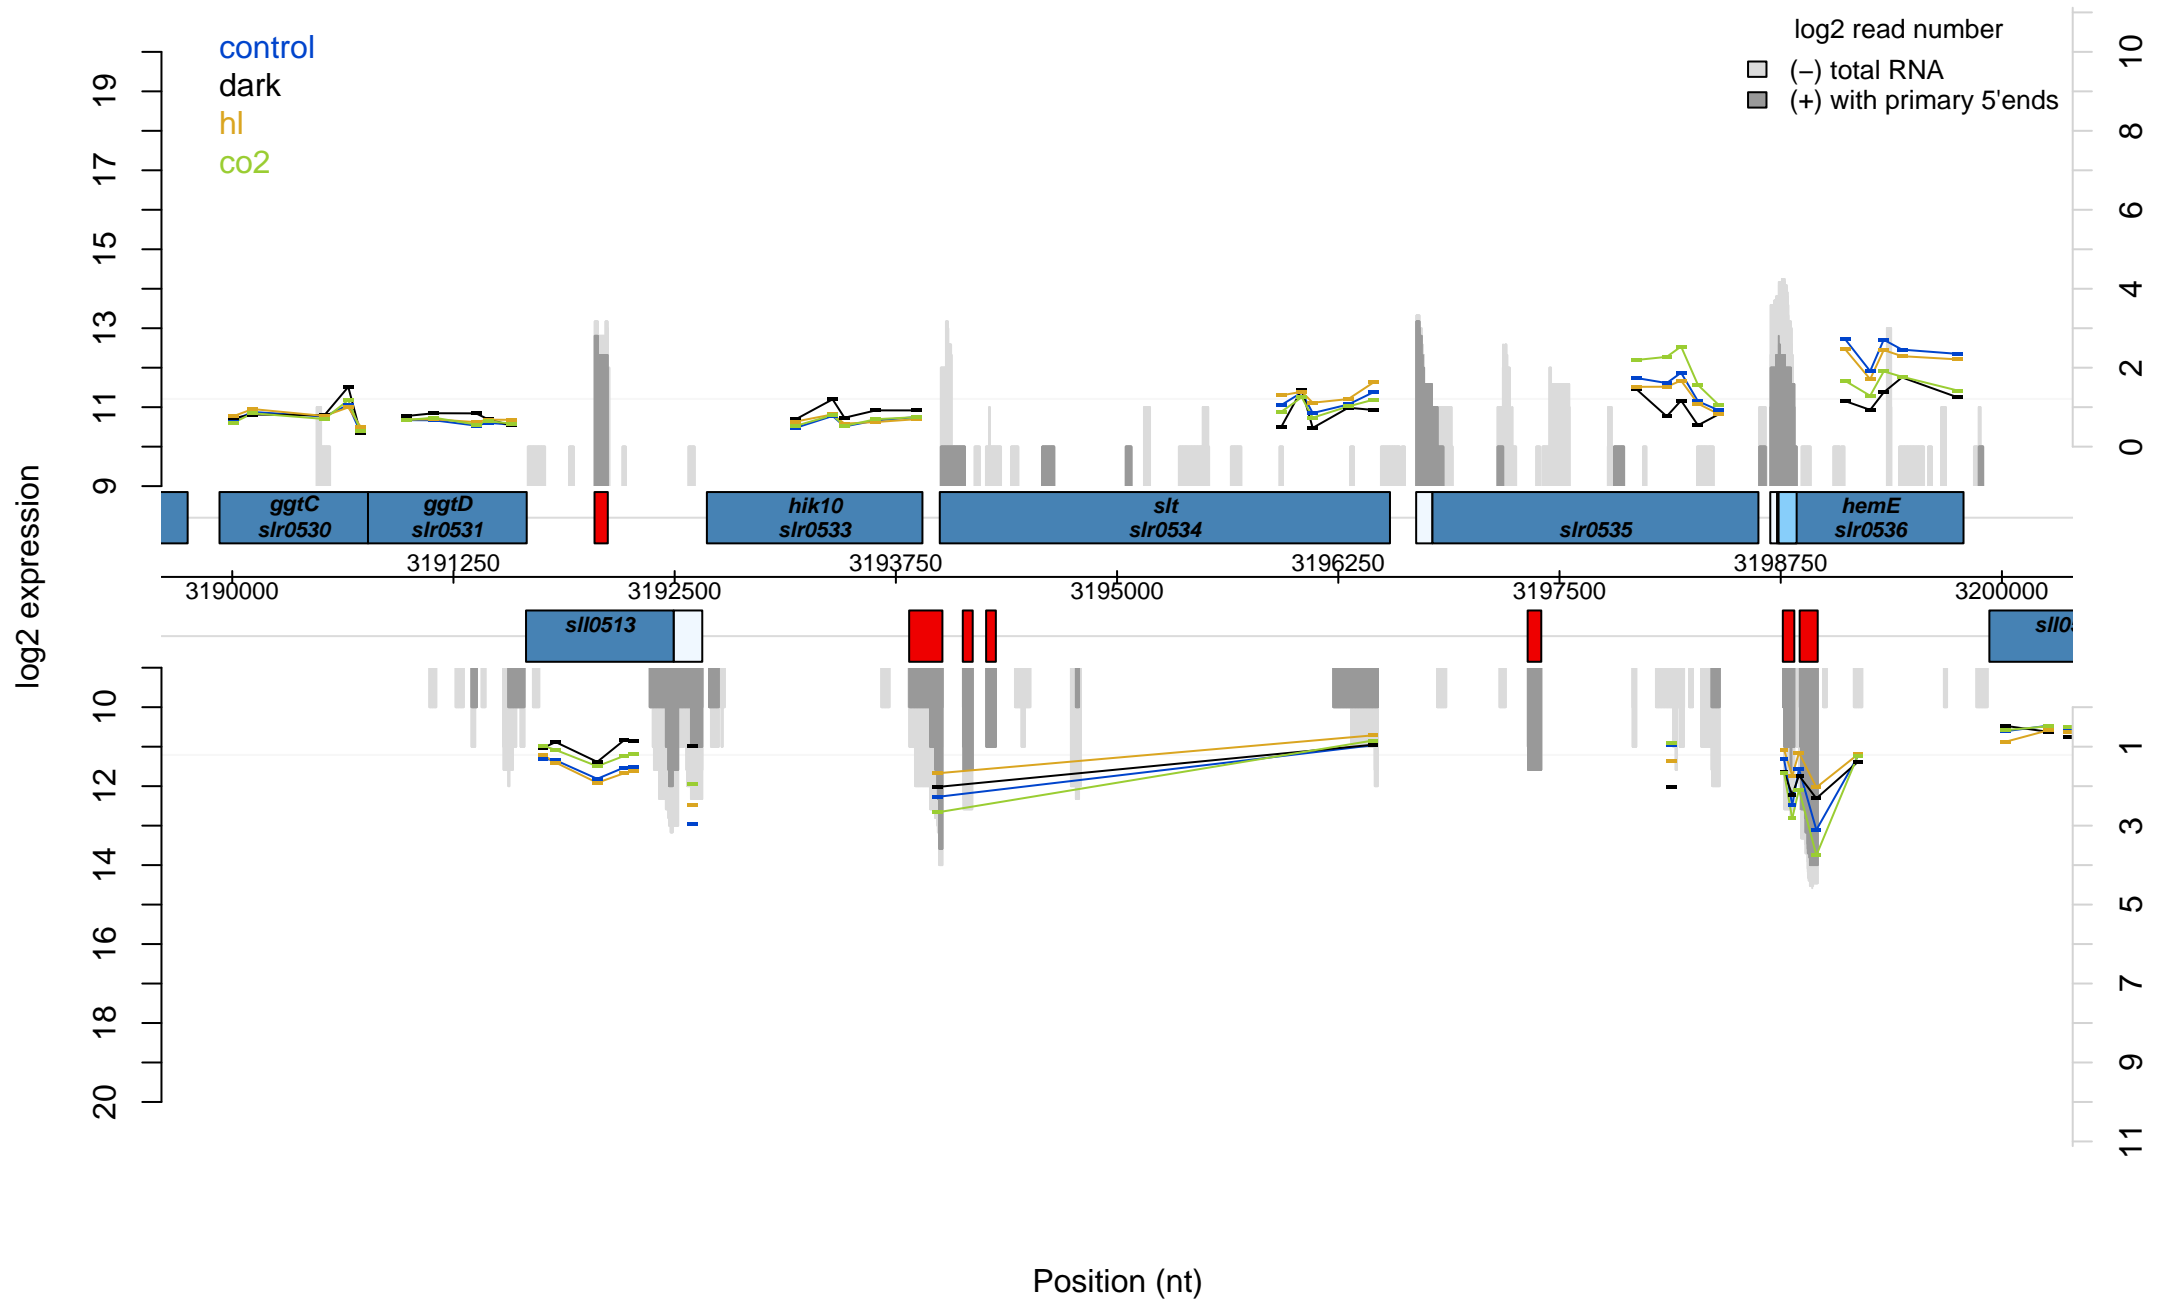 control
dark
hl
co2
log2 read number
(−) total RNA
(+) with primary 5'ends
19
17
15
13
11
9
10
8
6
4
2
0
log2 expression
ggtC
slr0530
ggtD
slr0531
hik10
slr0533
slt
slr0534
slr0535
hemE
slr0536
3191250
3193750
3196250
3198750
3190000
3192500
3195000
3197500
3200000
sll0513
sll05
10
12
14
16
18
20
1
3
5
7
9
11
Position (nt)